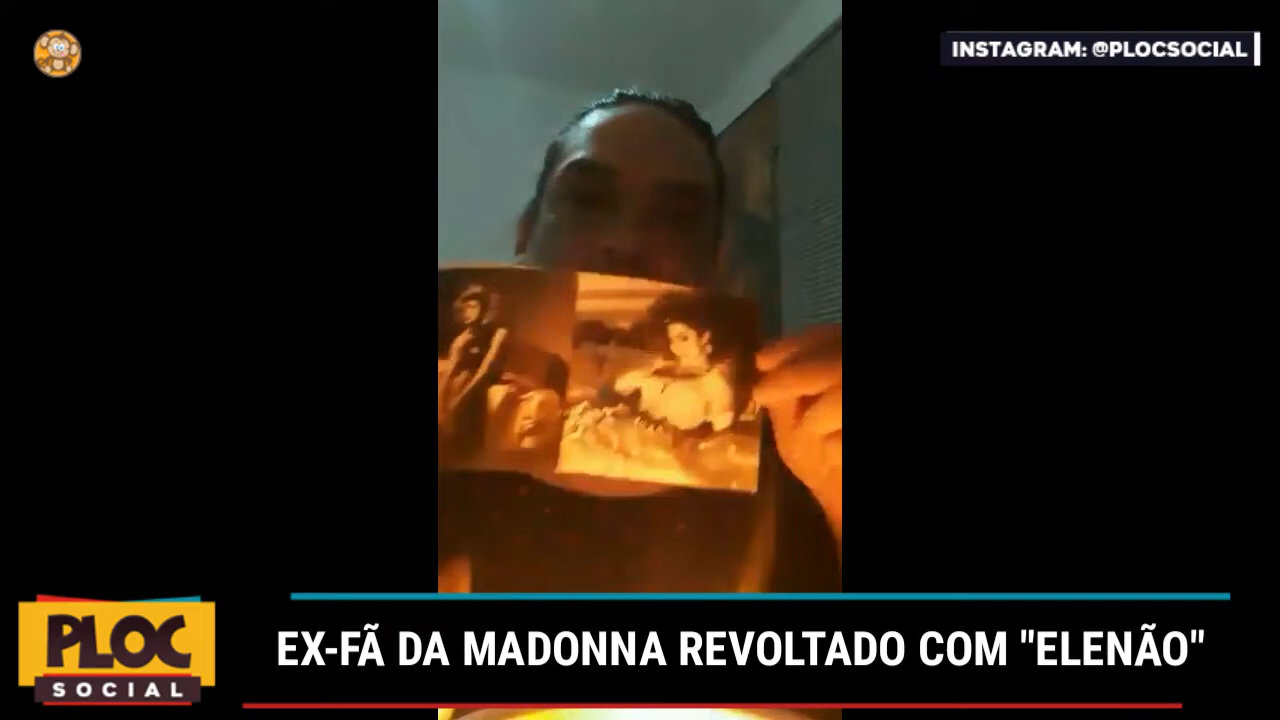 INSTAGRAM: @PLOCSOCIAL
PLOC
SOCIAL
EX-FÃ DA MADONNA REVOLTADO COM "ELENÃO"